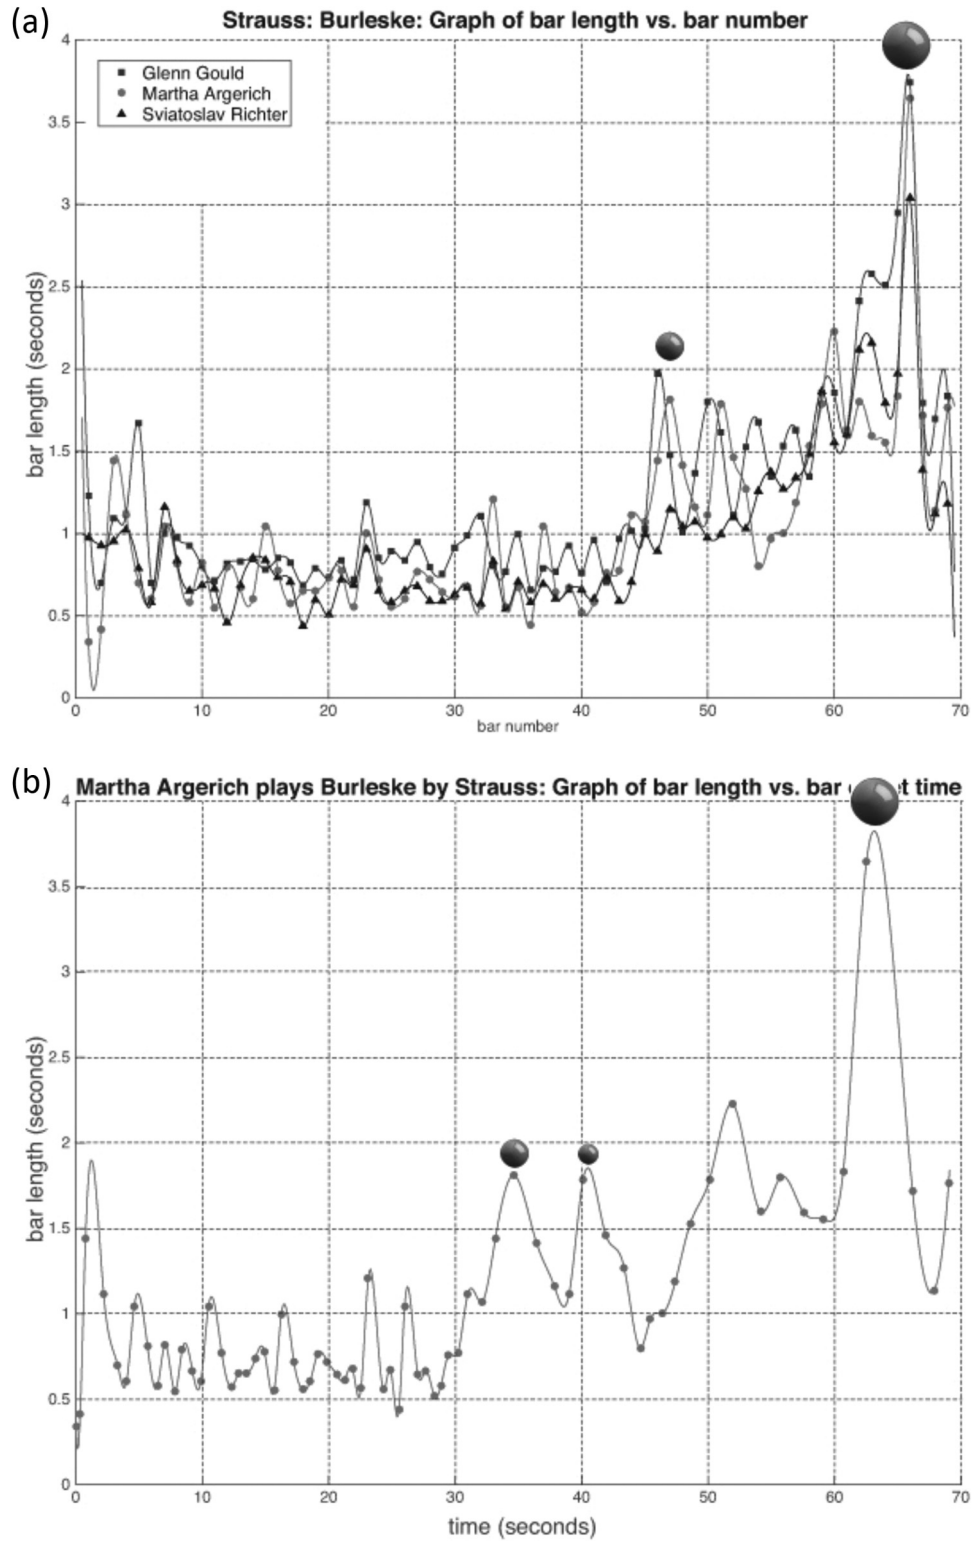 (a)
Strauss: Burleske: Graph of bar length vs. bar number
Glenn Gould
Martha Argerich
Sviatoslav Richter
bar length (seconds)
4
3.5
3
2.5
2
1.5
1
0.5
0
0 10 20 30 40 50 60 70
bar number
(b)
Martha Argerich plays Burleske by Strauss: Graph of bar length vs. bar time
bar length (seconds)
4
3.5
3
2.5
2
1.5
1
0.5
0
0 10 20 30 40 50 60 70
time (seconds)